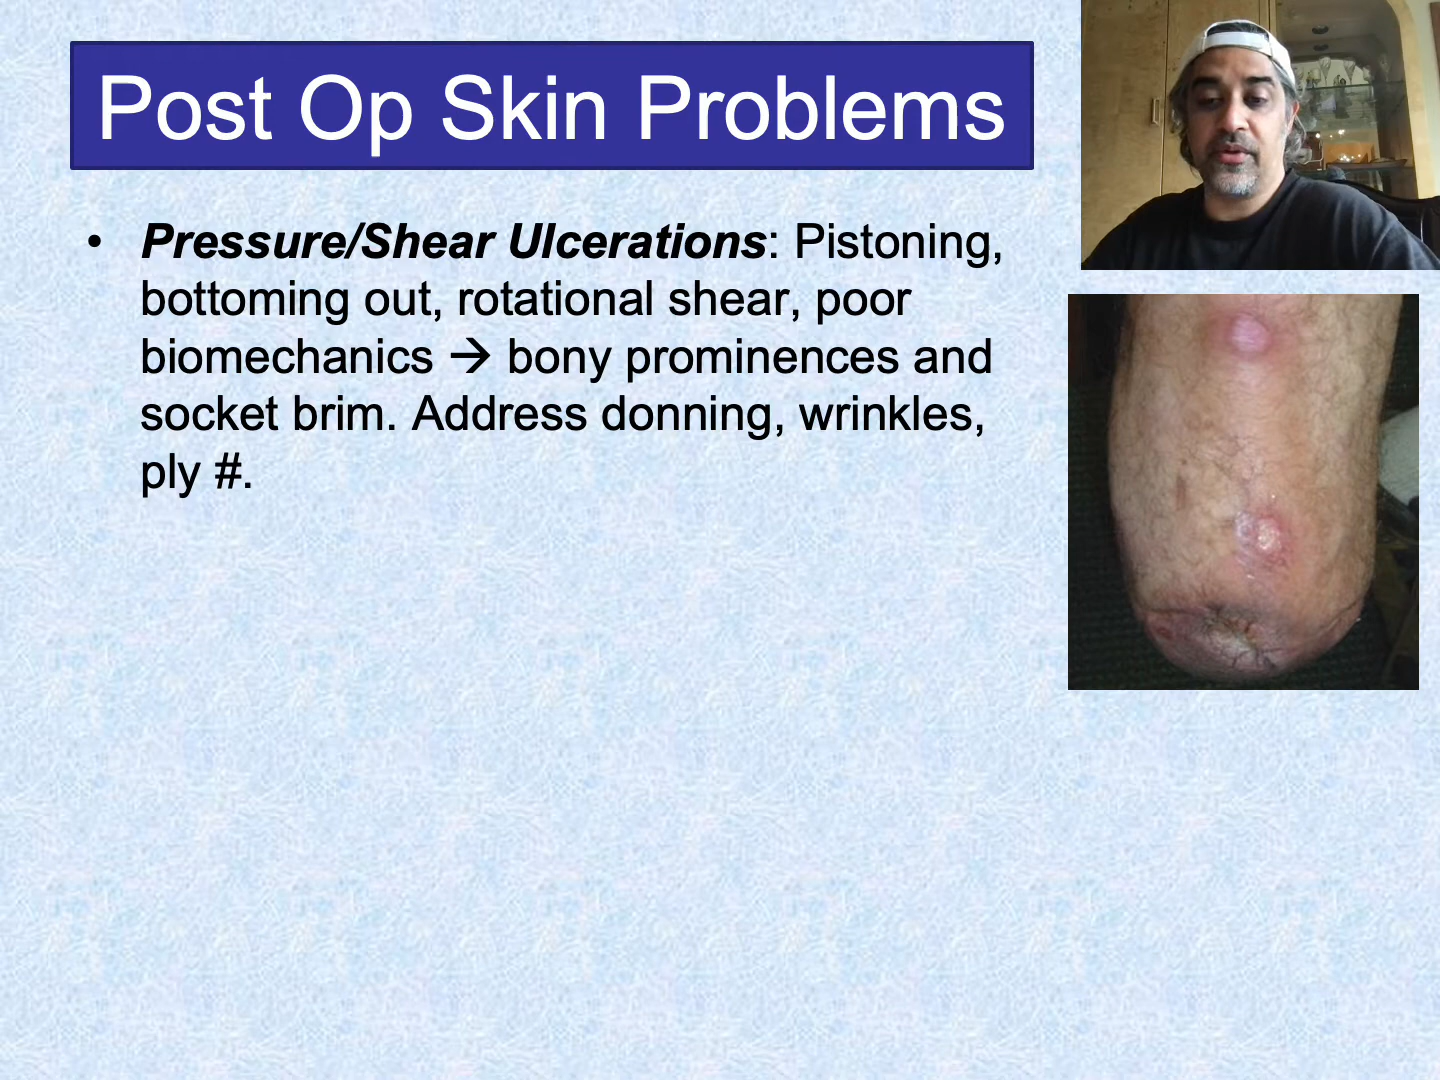 Post Op Skin Problems
• Pressure/Shear Ulcerations: Pistoning,
bottoming out, rotational shear, poor
biomechanics → bony prominences and
socket brim. Address donning, wrinkles,
ply #.